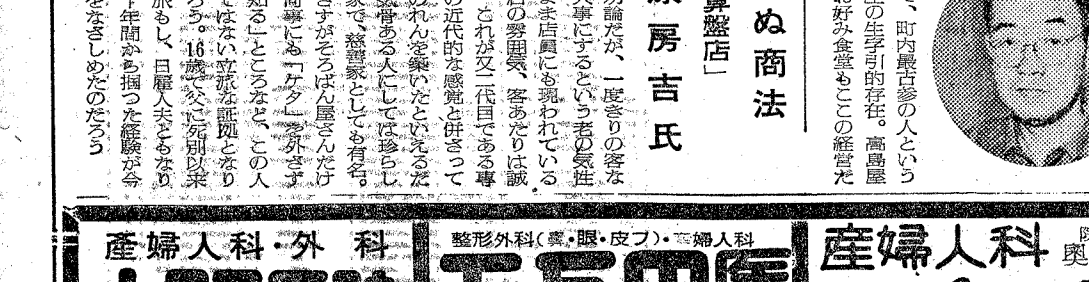 、町内最古参の人という
の生字引的存在。高島屋
お好み食堂もこの経営だ
ぬ商法
算盤店」
原房吉氏
勿論だが、一度きりの客な
大事にするという老の気性
まま店員にも現われている
店の雰囲気、客あたりは誠
これが又二代目である専
の近代的な感覚と併さって
のれんを築いたといえるだ
骨ある人にしては珍らし
家で、慈善家としても有名。
さすがそろばん屋さんだけ
商事にも「ケタ」を外さず
知る」ところなど、この人
ではない立派な証拠となり
ろう。16歳で父に死別以来
旅もし、日雇人夫ともなり
年間から掴つた経験が今
をなさしめたのだろう
産婦人科・外科
整形外科(鼻・眼・皮フ)・産婦人科
産婦人科
奥